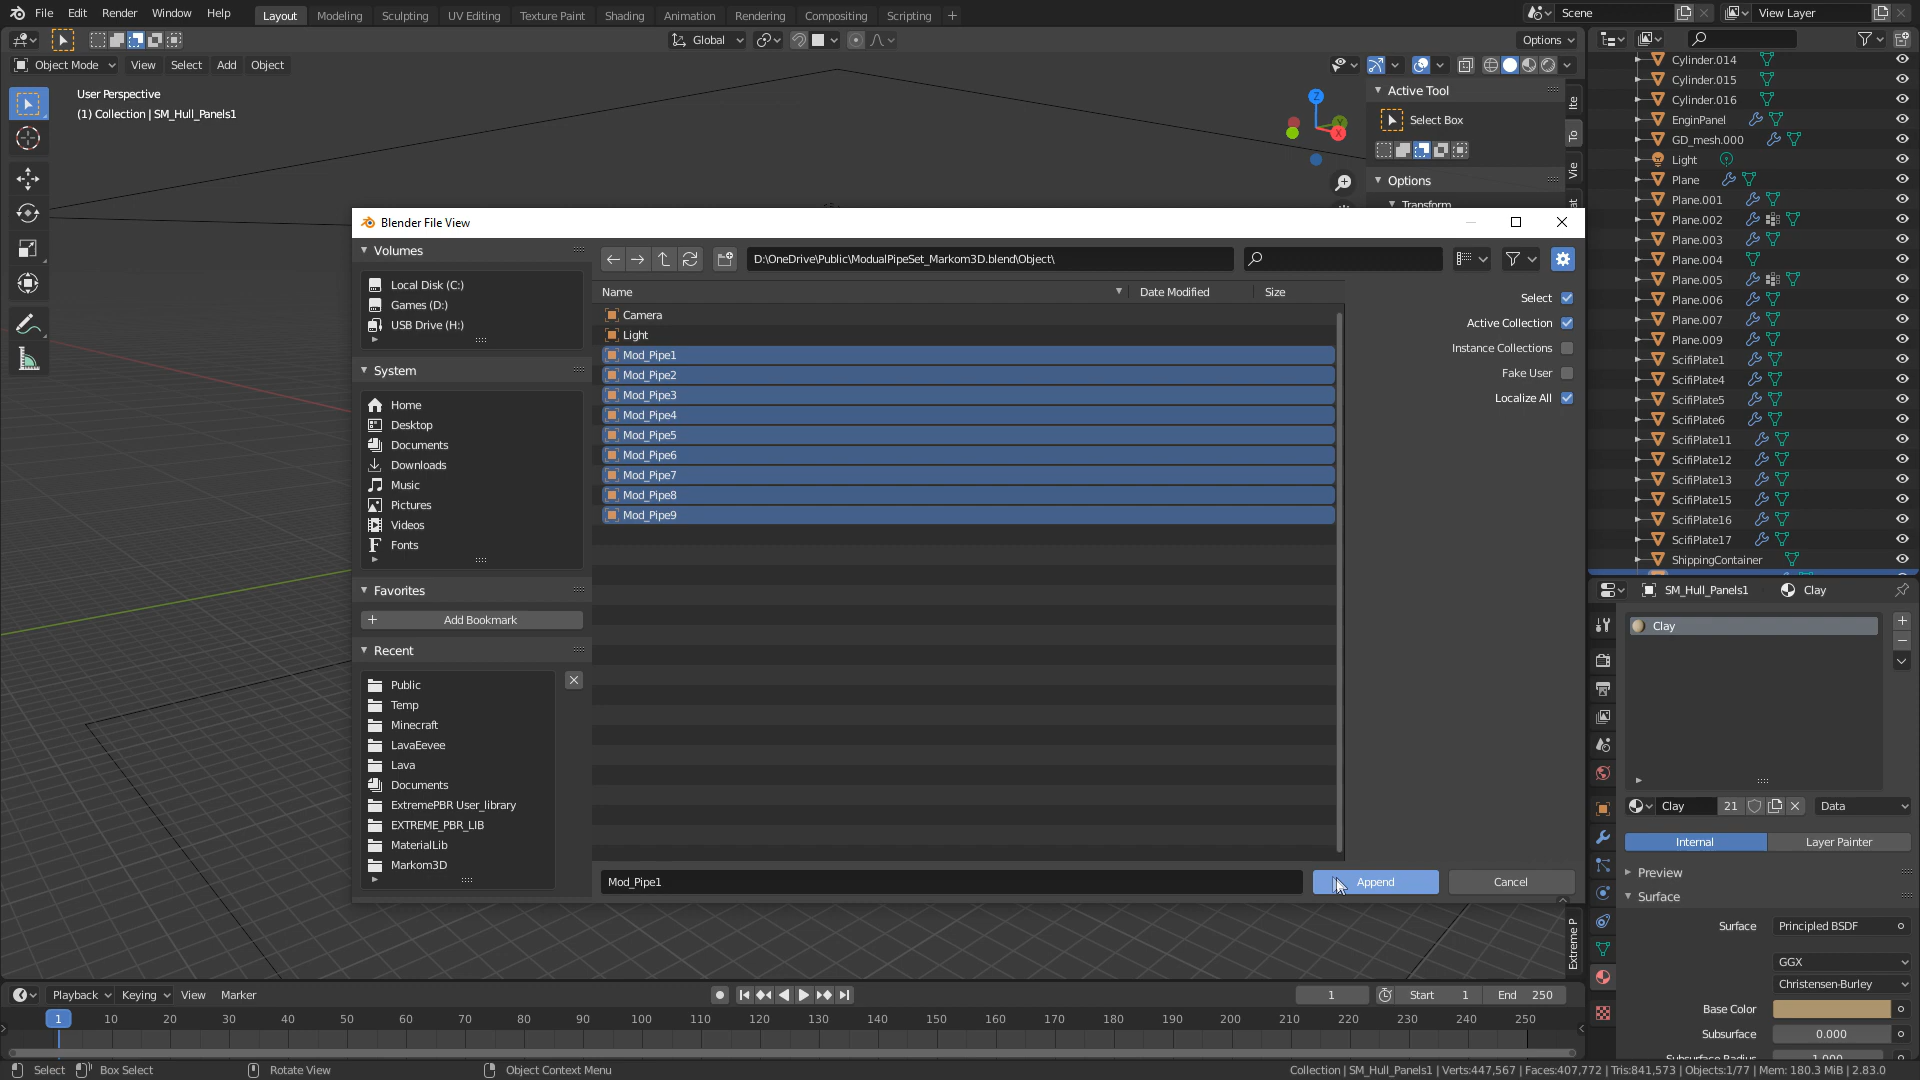 File Edit Render Window Help Layout Modeling Sculpting UV Editing Texture Paint Shading Animation Rendering Compositing Scripting Scene View Layer
Global Options
Object Mode View Select Add Object
User Perspective
(1) Collection | SM_Hull_Panels1
Z
X
Active Tool
Select Box
Options
Transform
Ite
To
Vie
Cylinder.014
Cylinder.015
Cylinder.016
EnginPanel
GD_mesh.000
Light
Plane
Plane.001
Plane.002
Plane.003
Plane.004
Plane.005
Plane.006
Plane.007
Plane.009
ScifiPlate1
ScifiPlate4
ScifiPlate5
ScifiPlate6
ScifiPlate11
ScifiPlate12
ScifiPlate13
ScifiPlate15
ScifiPlate16
ScifiPlate17
ShippingContainer
Blender File View
Volumes
Local Disk (C:)
Games (D:)
USB Drive (H:)
System
Home
Desktop
Documents
Downloads
Music
Pictures
Videos
Fonts
Favorites
Add Bookmark
Recent
Public
Temp
Minecraft
LavaEevee
Lava
Documents
ExtremePBR User_library
EXTREME_PBR_LIB
MaterialLib
Markom3D
D:\OneDrive\Public\ModualPipeSet_Markom3D.blend\Object\
Name Date Modified Size
Camera
Light
Mod_Pipe1
Mod_Pipe2
Mod_Pipe3
Mod_Pipe4
Mod_Pipe5
Mod_Pipe6
Mod_Pipe7
Mod_Pipe8
Mod_Pipe9
Select
Active Collection
Instance Collections
Fake User
Localize All
Mod_Pipe1 Append Cancel
Extreme P
SM_Hull_Panels1 Clay
Clay
Clay 21 Data
Internal Layer Painter
Preview
Surface
Surface Principled BSDF
GGX
Christensen-Burley
Base Color
Subsurface 0.000
Subsurface Radius 1.000
Playback Keying View Marker 1 Start 1 End 250
1 10 20 30 40 50 60 70 80 90 100 110 120 130 140 150 160 170 180 190 200 210 220 230 240 250
Select Box Select Rotate View Object Context Menu Collection | SM_Hull_Panels1 | Verts:447,567 | Faces:407,772 | Tris:841,573 | Objects:1/77 | Mem: 180.3 MiB | 2.83.0